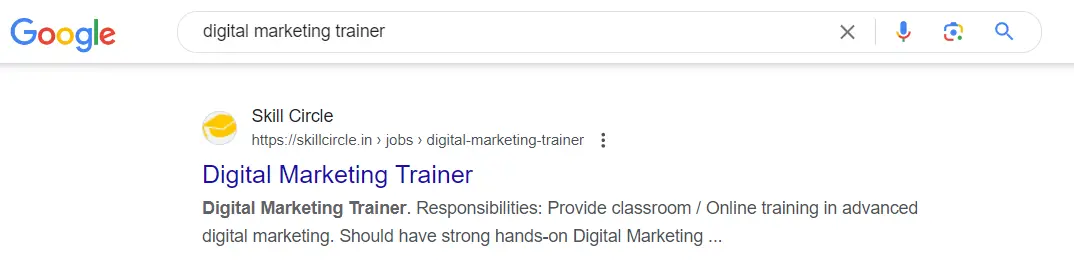 Google
digital marketing trainer
Skill Circle
https://skillcircle.in › jobs › digital-marketing-trainer
Digital Marketing Trainer
Digital Marketing Trainer. Responsibilities: Provide classroom / Online training in advanced
digital marketing. Should have strong hands-on Digital Marketing ...